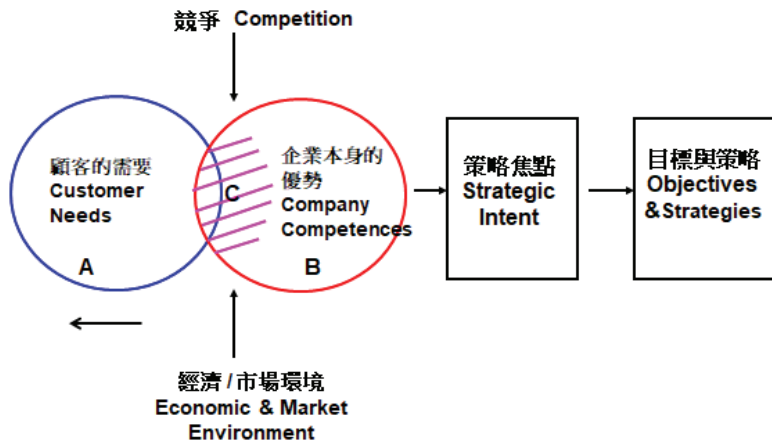 競爭 Competition
顧客的需要
Customer
Needs
A
C
企業本身的
優勢
Company
Competences
B
策略焦點
Strategic
Intent
目標與策略
Objectives
&Strategies
經濟 / 市場環境
Economic & Market
Environment